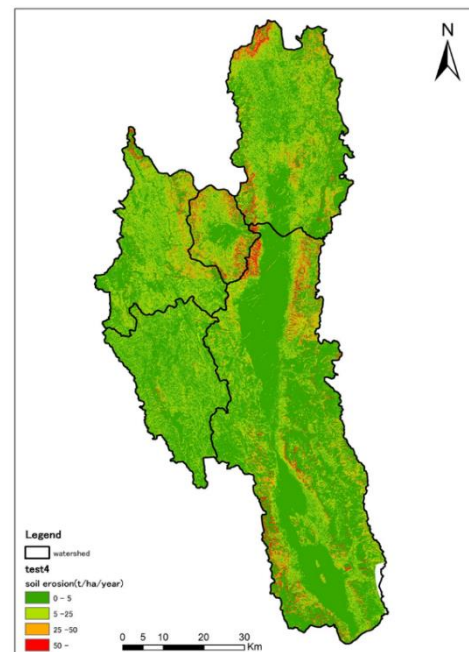 N
Legend
watershed
test4
soil erosion(t/ha/year)
0 - 5
5 -25
25 -50
50 -
0 5 10 20 30
Km